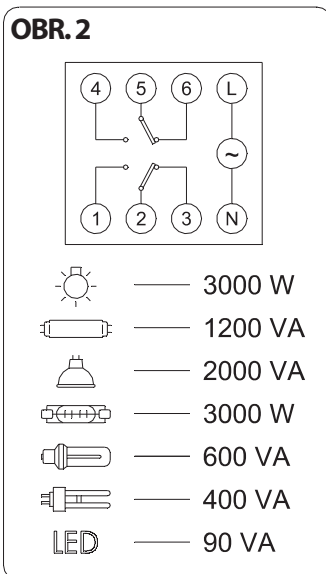 OBR. 2
4 5 6 L
~
1 2 3 N
3000 W
1200 VA
2000 VA
3000 W
600 VA
400 VA
LED 90 VA